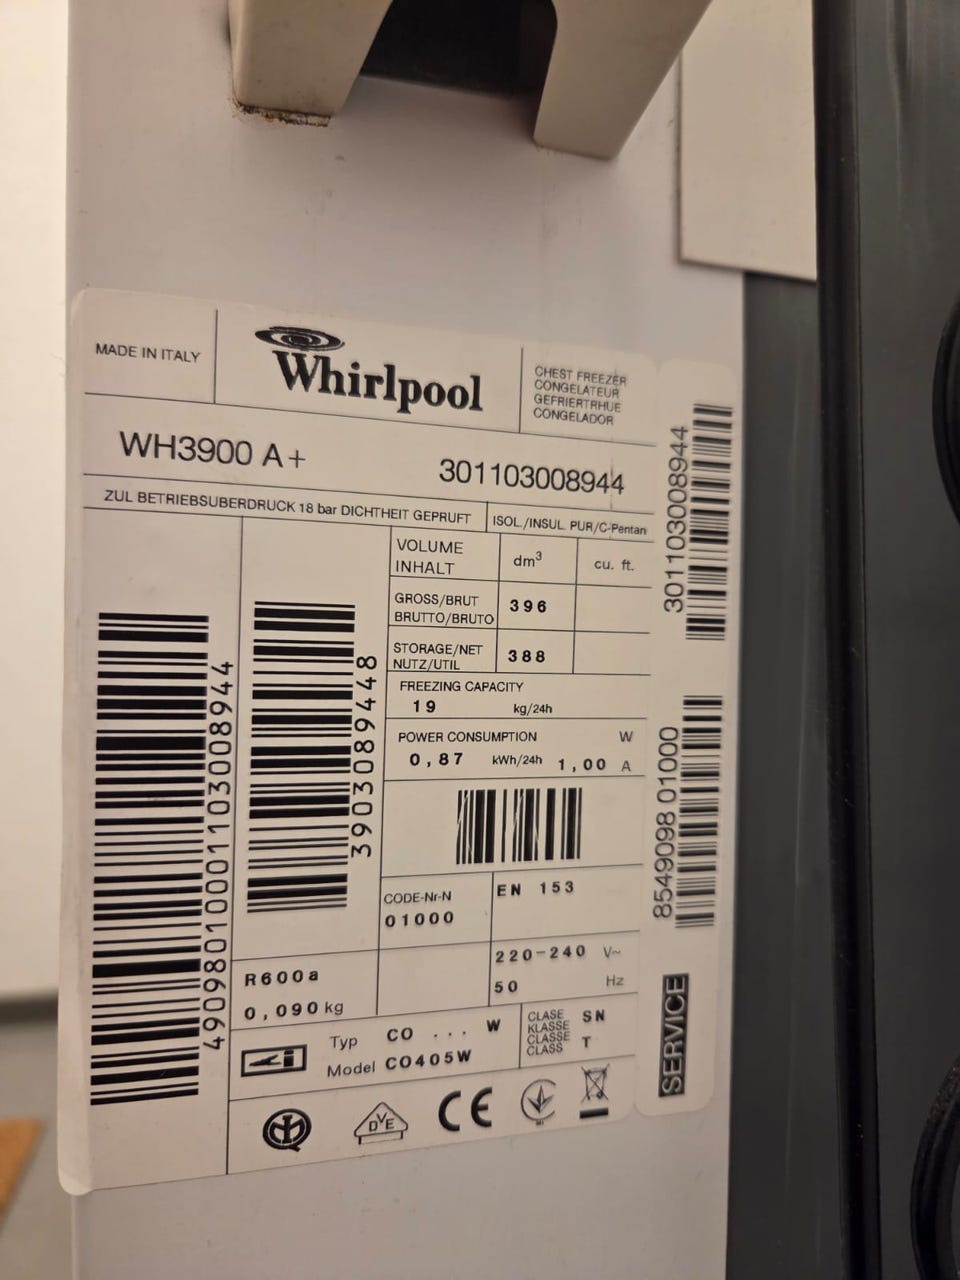 MADE IN ITALY
Whirlpool
CHEST FREEZER
CONGELATEUR
GEFRIERTRHUE
CONGELADOR
WH3900 A+
301103008944
ZUL BETRIEBSUBERDRUCK 18 bar DICHTHEIT GEPRUFT
ISOL./INSUL. PUR/C-Pentan
VOLUME
INHALT
dm3
cu. ft.
GROSS/BRUT
BRUTTO/BRUTO
396
STORAGE/NET
NUTZ/UTIL
388
FREEZING CAPACITY
19 kg/24h
POWER CONSUMPTION W
0,87 kWh/24h 1,00 A
CODE-Nr-N
01000
EN 153
220-240 V~
50 Hz
R600a
0,090 kg
Typ CO ... W
Model CO405W
CLASE
KLASSE
CLASSE
CLASS
SN
T
DVE
CE
490980100011103008944
3903089448
301103008944
8549098 01000
SERVICE